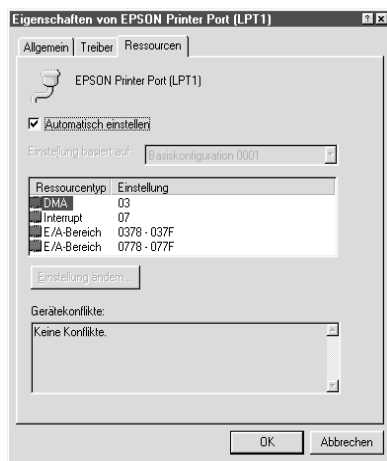 Eigenschaften von EPSON Printer Port (LPT1)
Allgemein Treiber Ressourcen
EPSON Printer Port (LPT1)
Automatisch einstellen
Einstellung basiert auf: Basiskonfiguration 0001
Ressourcentyp Einstellung
DMA 03
Interrupt 07
E/A-Bereich 0378 - 037F
E/A-Bereich 0778 - 077F
Einstellung ändern...
Gerätekonflikte:
Keine Konflikte.
OK Abbrechen